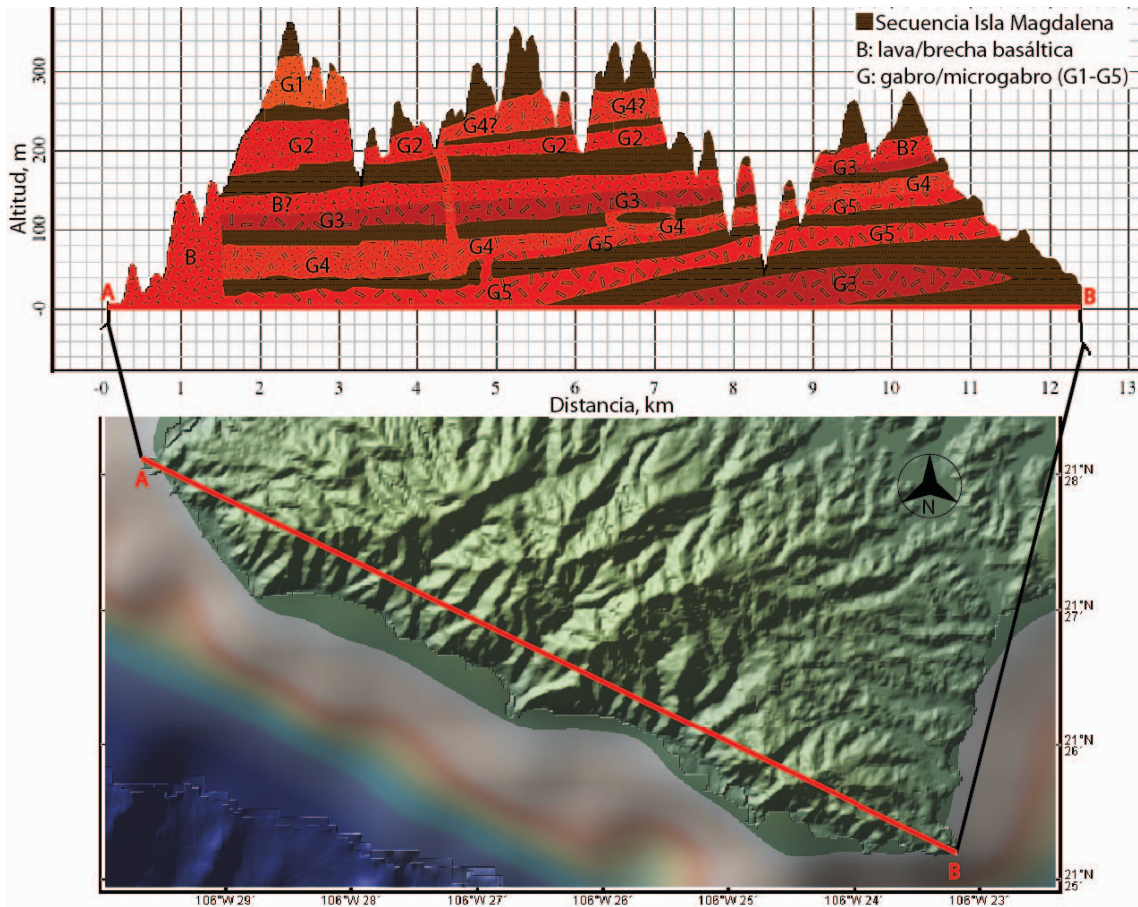 Secuencia Isla Magdalena
B: lava/brecha basáltica
G: gabro/microgabro (G1-G5)
Altitud, m
300
200
100
-0
G1
G4?
G4?
G2
G2
G2
G2
B?
G3
B?
G3
G3
G4
B
G5
G4
G4
G5
G4
G5
G5
G3
A
B
-0 1 2 3 4 5 6 7 8 9 10 11 12 13
Distancia, km
A
N
B
21°N
28'
21°N
27'
21°N
26'
21°N
25'
106°W 29'
106°W 28'
106°W 27'
106°W 26'
106°W 25'
106°W 24'
106°W 23'